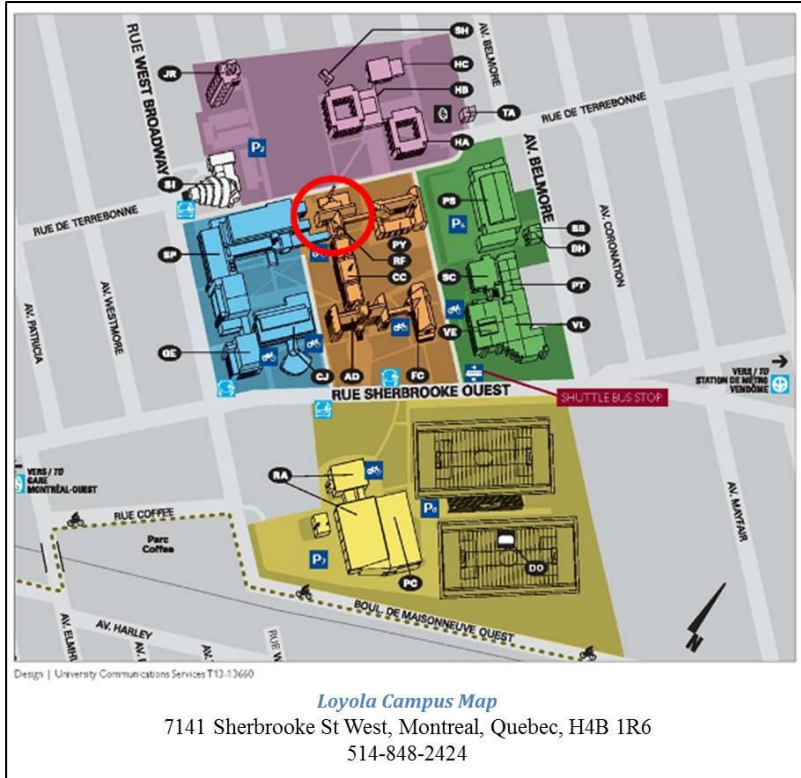 SH
AV. BELMORE
RUE WEST BROADWAY
JR
HC
HB
TA
RUE DE TERREBONNE
HA
P2
AV. BELMORE
SI
PS
P5
RUE DE TERREBONNE
BB
BH
AV. CORONATION
SP
PY
RF
CC
SC
PT
AV. PATRICIA
AV. WESTMORE
VE
VL
GE
CJ
AD
FC
VERS / TO
STATION DE MÉTRO
VENDÔME
RUE SHERBROOKE OUEST
SHUTTLE BUS STOP
VERS / TO
GARE
MONTRÉAL-OUEST
RA
RUE COFFEE
P6
AV. MAYFAIR
Parc
Coffee
P7
PC
DO
BOUL. DE MAISONNEUVE OUEST
AV. HARLEY
AV. ELMH
RUE W
N
Design | University Communications Services T13-13660
Loyola Campus Map
7141 Sherbrooke St West, Montreal, Quebec, H4B 1R6
514-848-2424